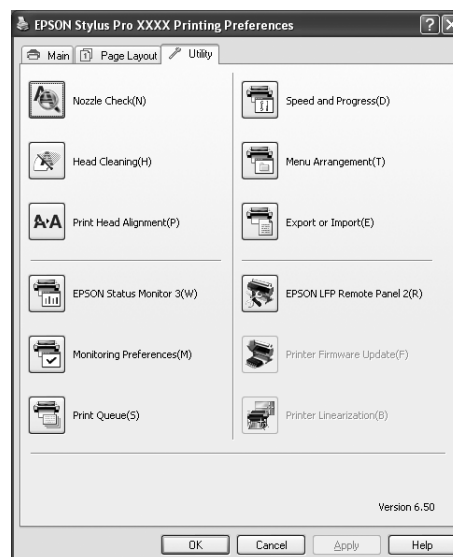 EPSON Stylus Pro XXXX Printing Preferences
Main
Page Layout
Utility
Nozzle Check(N)
Speed and Progress(D)
Head Cleaning(H)
Menu Arrangement(T)
A▸A
Print Head Alignment(P)
Export or Import(E)
EPSON Status Monitor 3(W)
EPSON LFP Remote Panel 2(R)
Monitoring Preferences(M)
Printer Firmware Update(F)
Print Queue(S)
Printer Linearization(B)
Version 6.50
OK
Cancel
Apply
Help